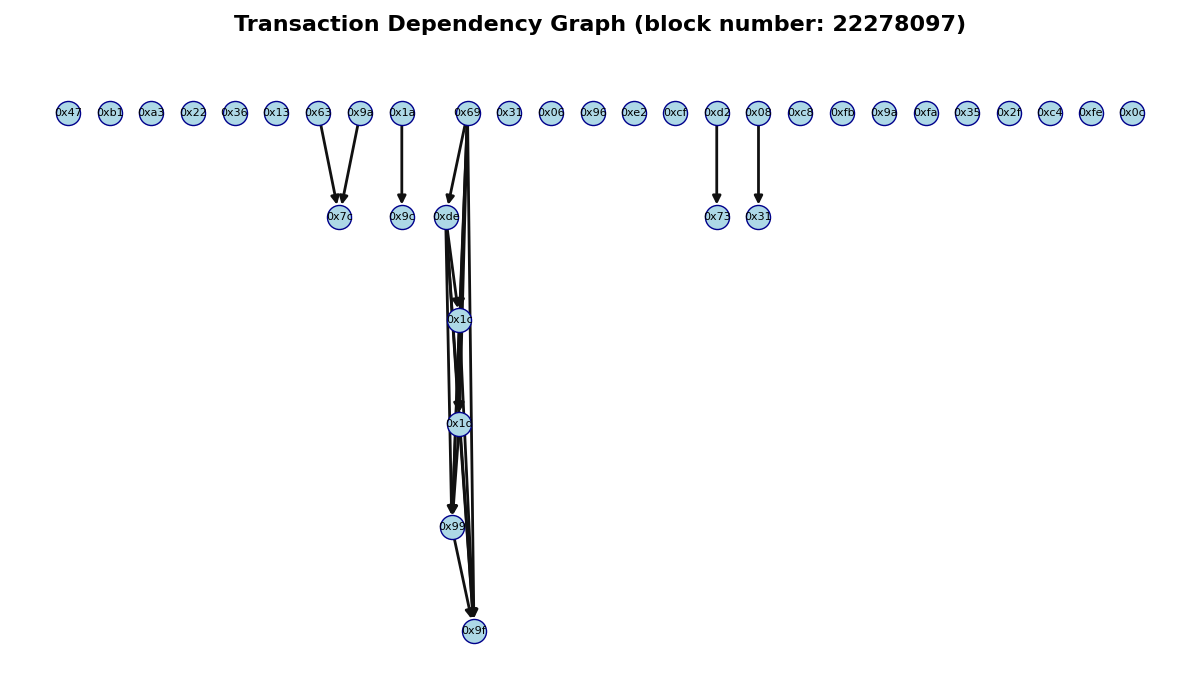 Transaction Dependency Graph (block number: 22278097)
0x47 0xb1 0xa3 0x22 0x36 0x13 0x63 0x9a 0x1a 0x69 0x31 0x06 0x96 0xe2 0xcf 0xd2 0x08 0xc8 0xfb 0x9a 0xfa 0x35 0x2f 0xc4 0xfe 0x0c
0x7c 0x9c 0xde 0x73 0x31
0x1c
0x1c
0x99
0x9f